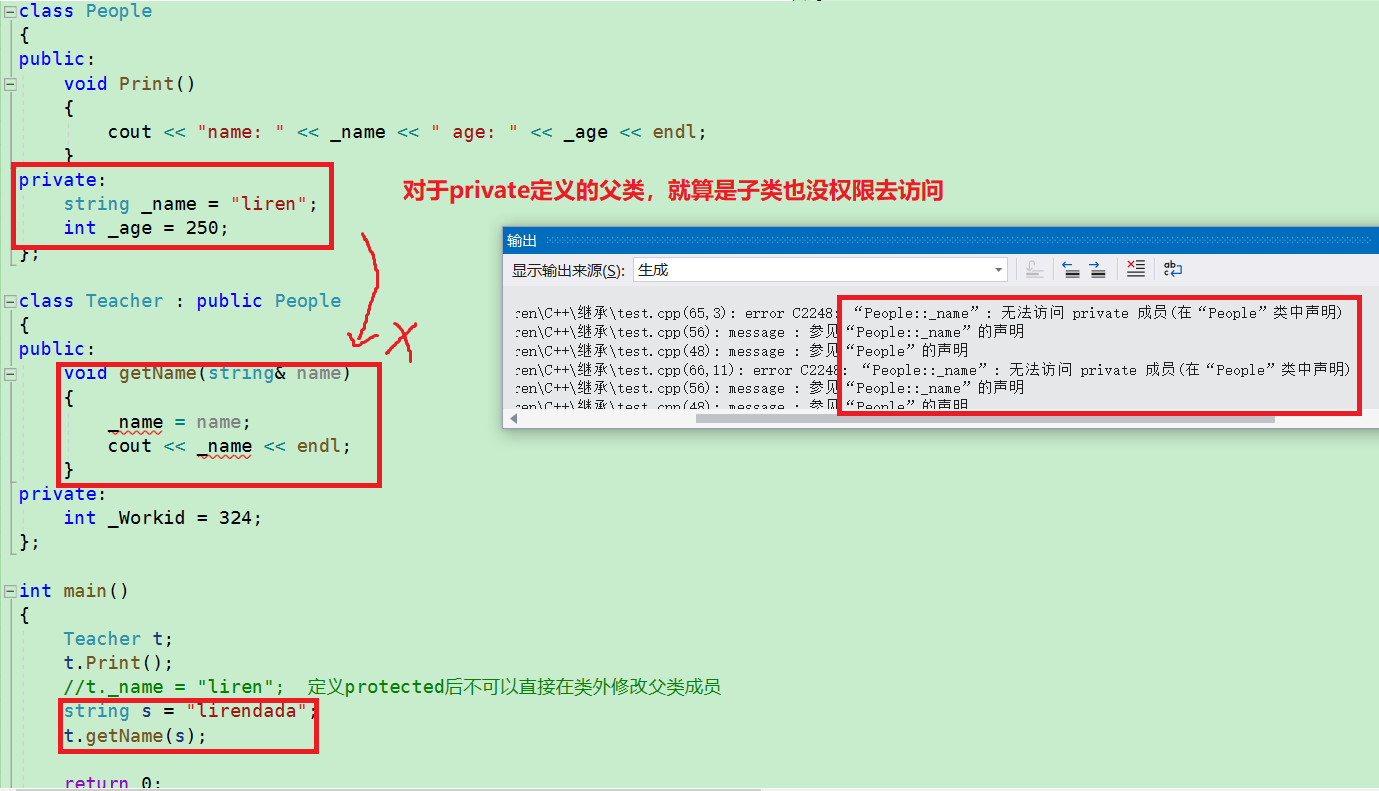 class People
{
public:
    void Print()
    {
        cout << "name: " << _name << " age: " << _age << endl;
    }
private:
    string _name = "liren";
    int _age = 250;
};
对于private定义的父类，就算是子类也没权限去访问
输出
显示输出来源(S): 生成
ren\C++\继承\test.cpp(65,3): error C2248: “People::_name”: 无法访问 private 成员(在“People”类中声明)
ren\C++\继承\test.cpp(56): message : 参见“People::_name”的声明
ren\C++\继承\test.cpp(48): message : 参见“People”的声明
ren\C++\继承\test.cpp(66,11): error C2248: “People::_name”: 无法访问 private 成员(在“People”类中声明)
ren\C++\继承\test.cpp(56): message : 参见“People::_name”的声明
ren\C++\继承\test.cpp(48): message : 参见“People”的声明
class Teacher : public People
{
public:
    void getName(string& name)
    {
        _name = name;
        cout << _name << endl;
    }
private:
    int _Workid = 324;
};
int main()
{
    Teacher t;
    t.Print();
    //t._name = "liren";  定义protected后不可以直接在类外修改父类成员
    string s = "lirendada";
    t.getName(s);
    return 0;